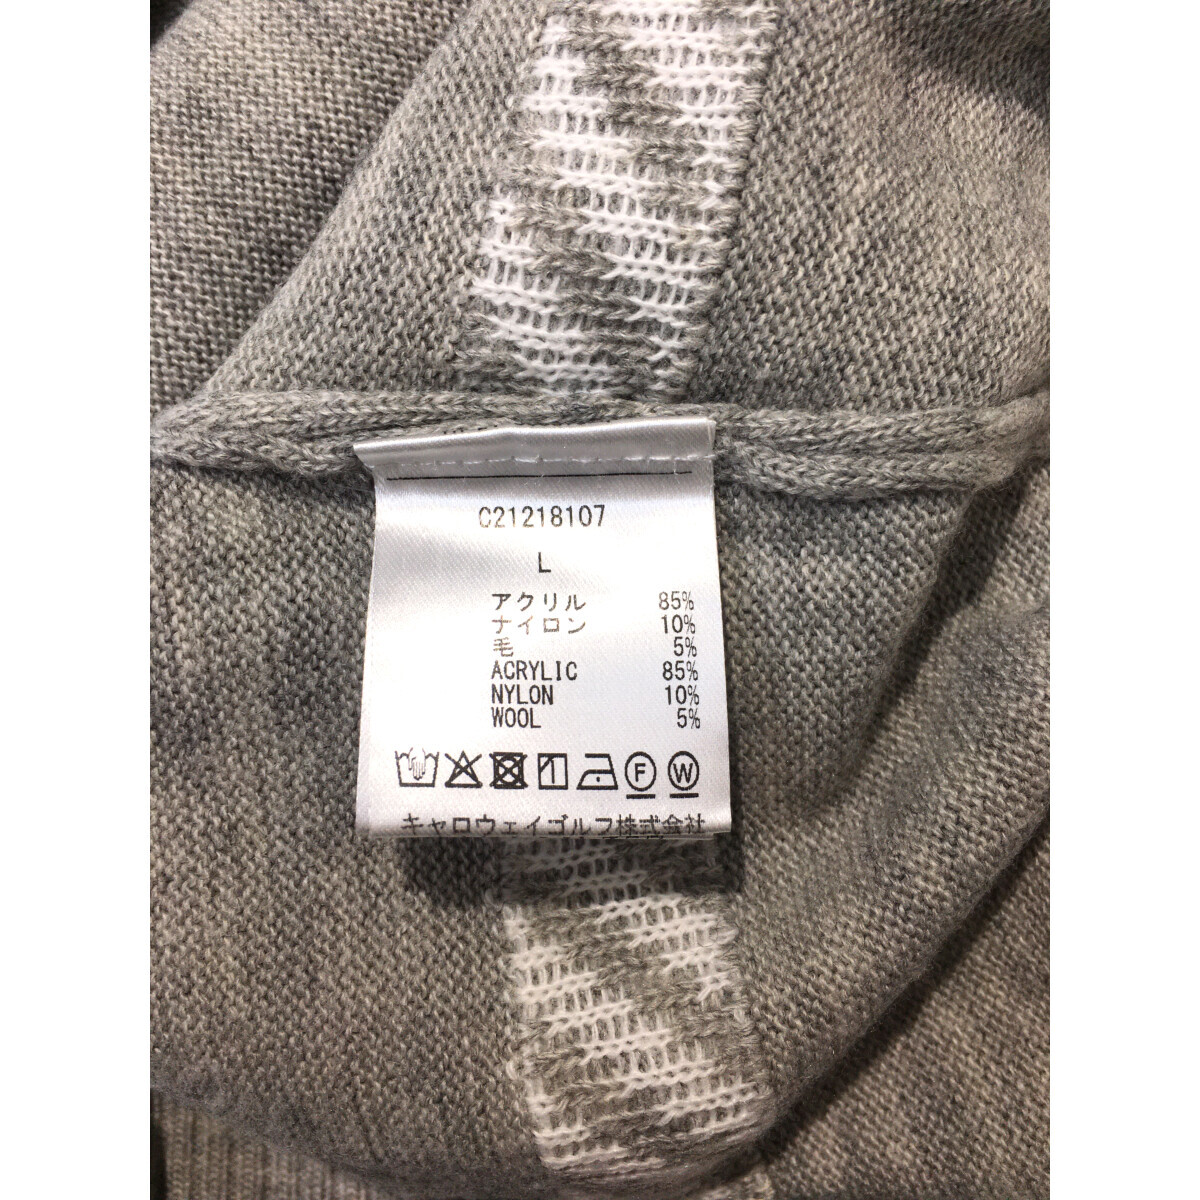 C21218107
L
アクリル 85%
ナイロン 10%
毛 5%
ACRYLIC 85%
NYLON 10%
WOOL 5%
F W
キャロウェイゴルフ株式会社